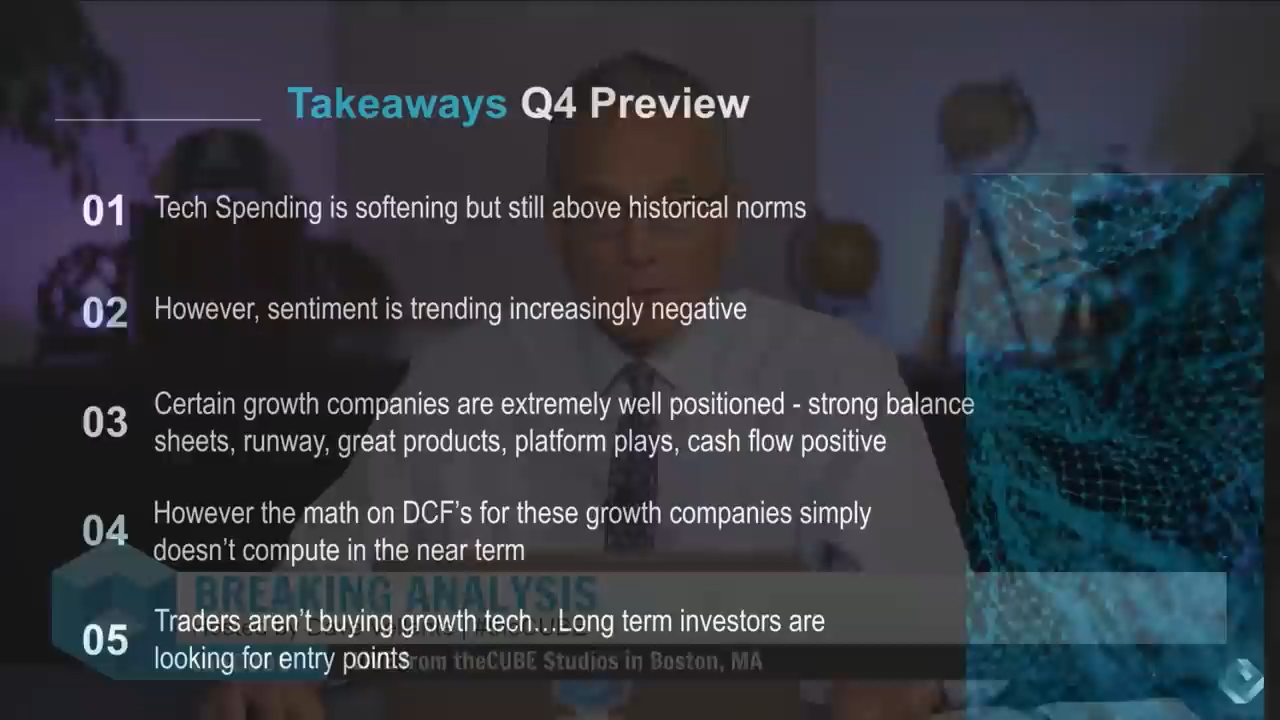 Takeaways Q4 Preview
01 Tech Spending is softening but still above historical norms
02 However, sentiment is trending increasingly negative
03 Certain growth companies are extremely well positioned - strong balance
sheets, runway, great products, platform plays, cash flow positive
04 However the math on DCF's for these growth companies simply
doesn't compute in the near term
BREAKING ANALYSIS
05 Traders aren't buying growth tech...Long term investors are
looking for entry points
from theCUBE Studios in Boston, MA